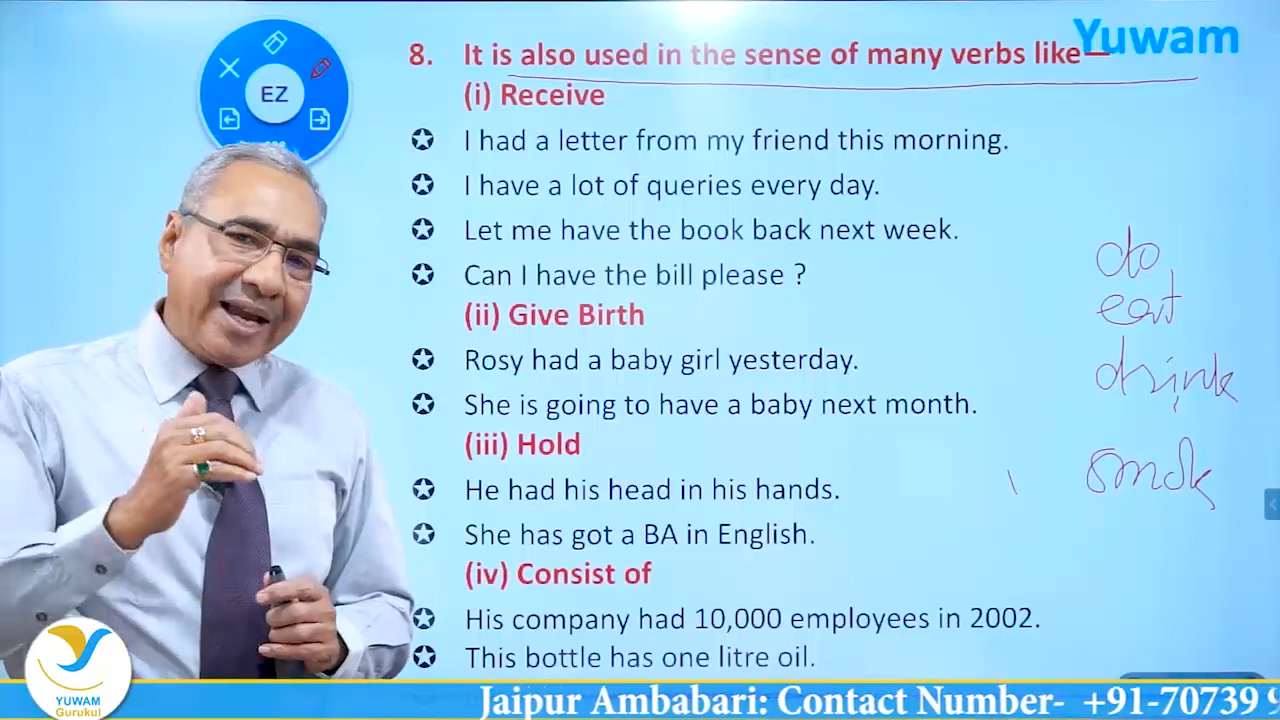 Yuwam
EZ
8. It is also used in the sense of many verbs like—
(i) Receive
I had a letter from my friend this morning.
I have a lot of queries every day.
Let me have the book back next week.
Can I have the bill please ?
(ii) Give Birth
Rosy had a baby girl yesterday.
She is going to have a baby next month.
(iii) Hold
He had his head in his hands.
She has got a BA in English.
(iv) Consist of
His company had 10,000 employees in 2002.
This bottle has one litre oil.
do
eat
drink
YUWAM
Gurukul
Jaipur Ambabari: Contact Number- +91-70739 9